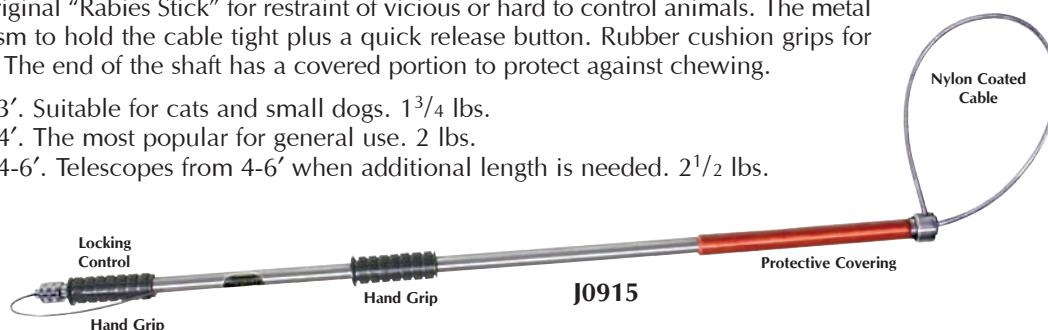 riginal “Rabies Stick” for restraint of vicious or hard to control animals. The metal
sm to hold the cable tight plus a quick release button. Rubber cushion grips for
The end of the shaft has a covered portion to protect against chewing.
3′. Suitable for cats and small dogs. 1 3/4 lbs.
4′. The most popular for general use. 2 lbs.
4-6′. Telescopes from 4-6′ when additional length is needed. 2 1/2 lbs.
Nylon Coated
Cable
Locking
Control
Protective Covering
Hand Grip
J0915
Hand Grip